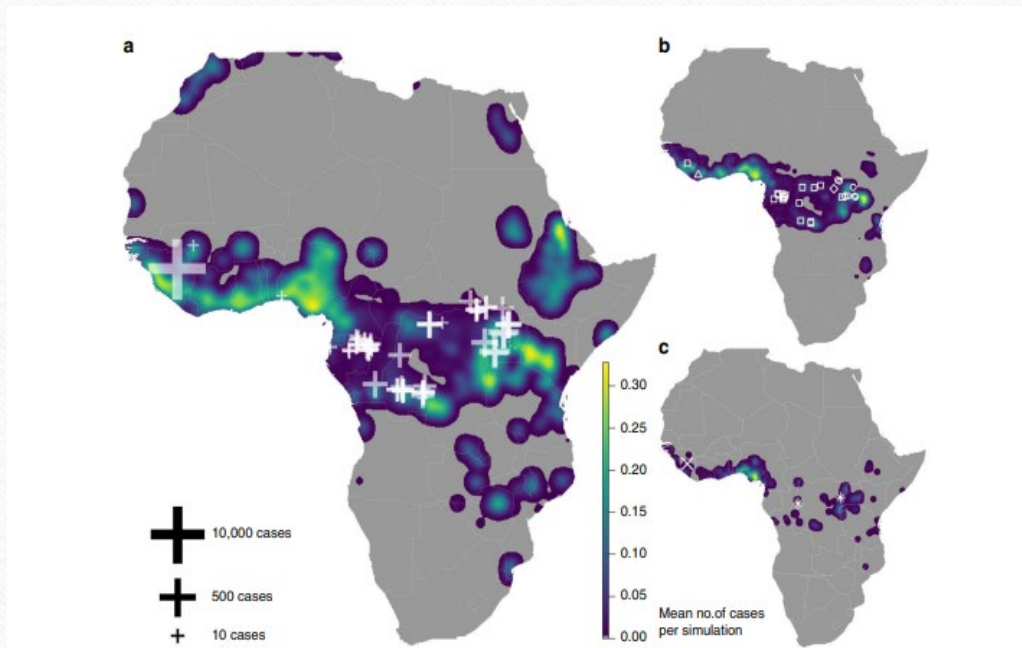 a
b
c
0.30
0.25
0.20
0.15
0.10
0.05
0.00
10,000 cases
500 cases
10 cases
Mean no.of cases
per simulation